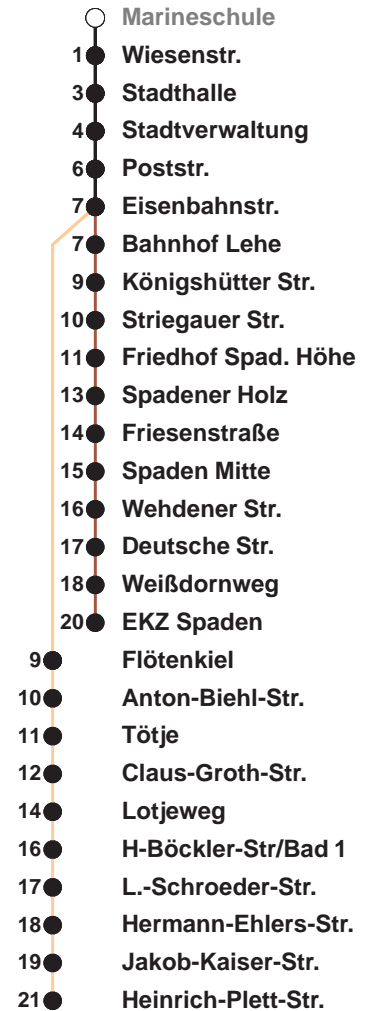 Marineschule
1 Wiesenstr.
3 Stadthalle
4 Stadtverwaltung
6 Poststr.
7 Eisenbahnstr.
7 Bahnhof Lehe
9 Königshütter Str.
10 Striegauer Str.
11 Friedhof Spad. Höhe
13 Spadener Holz
14 Friesenstraße
15 Spaden Mitte
16 Wehdener Str.
17 Deutsche Str.
18 Weißdornweg
20 EKZ Spaden
9 Flötenkiel
10 Anton-Biehl-Str.
11 Tötje
12 Claus-Groth-Str.
14 Lotjeweg
16 H-Böckler-Str/Bad 1
17 L.-Schroeder-Str.
18 Hermann-Ehlers-Str.
19 Jakob-Kaiser-Str.
21 Heinrich-Plett-Str.